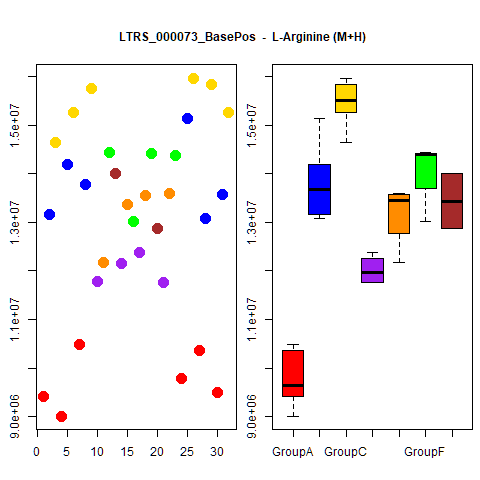 LTRS_000073_BasePos - L-Arginine (M+H)
1.5e+07
1.3e+07
1.1e+07
9.0e+06
0 5 10 15 20 25 30
1.5e+07
1.3e+07
1.1e+07
9.0e+06
GroupA GroupC GroupF